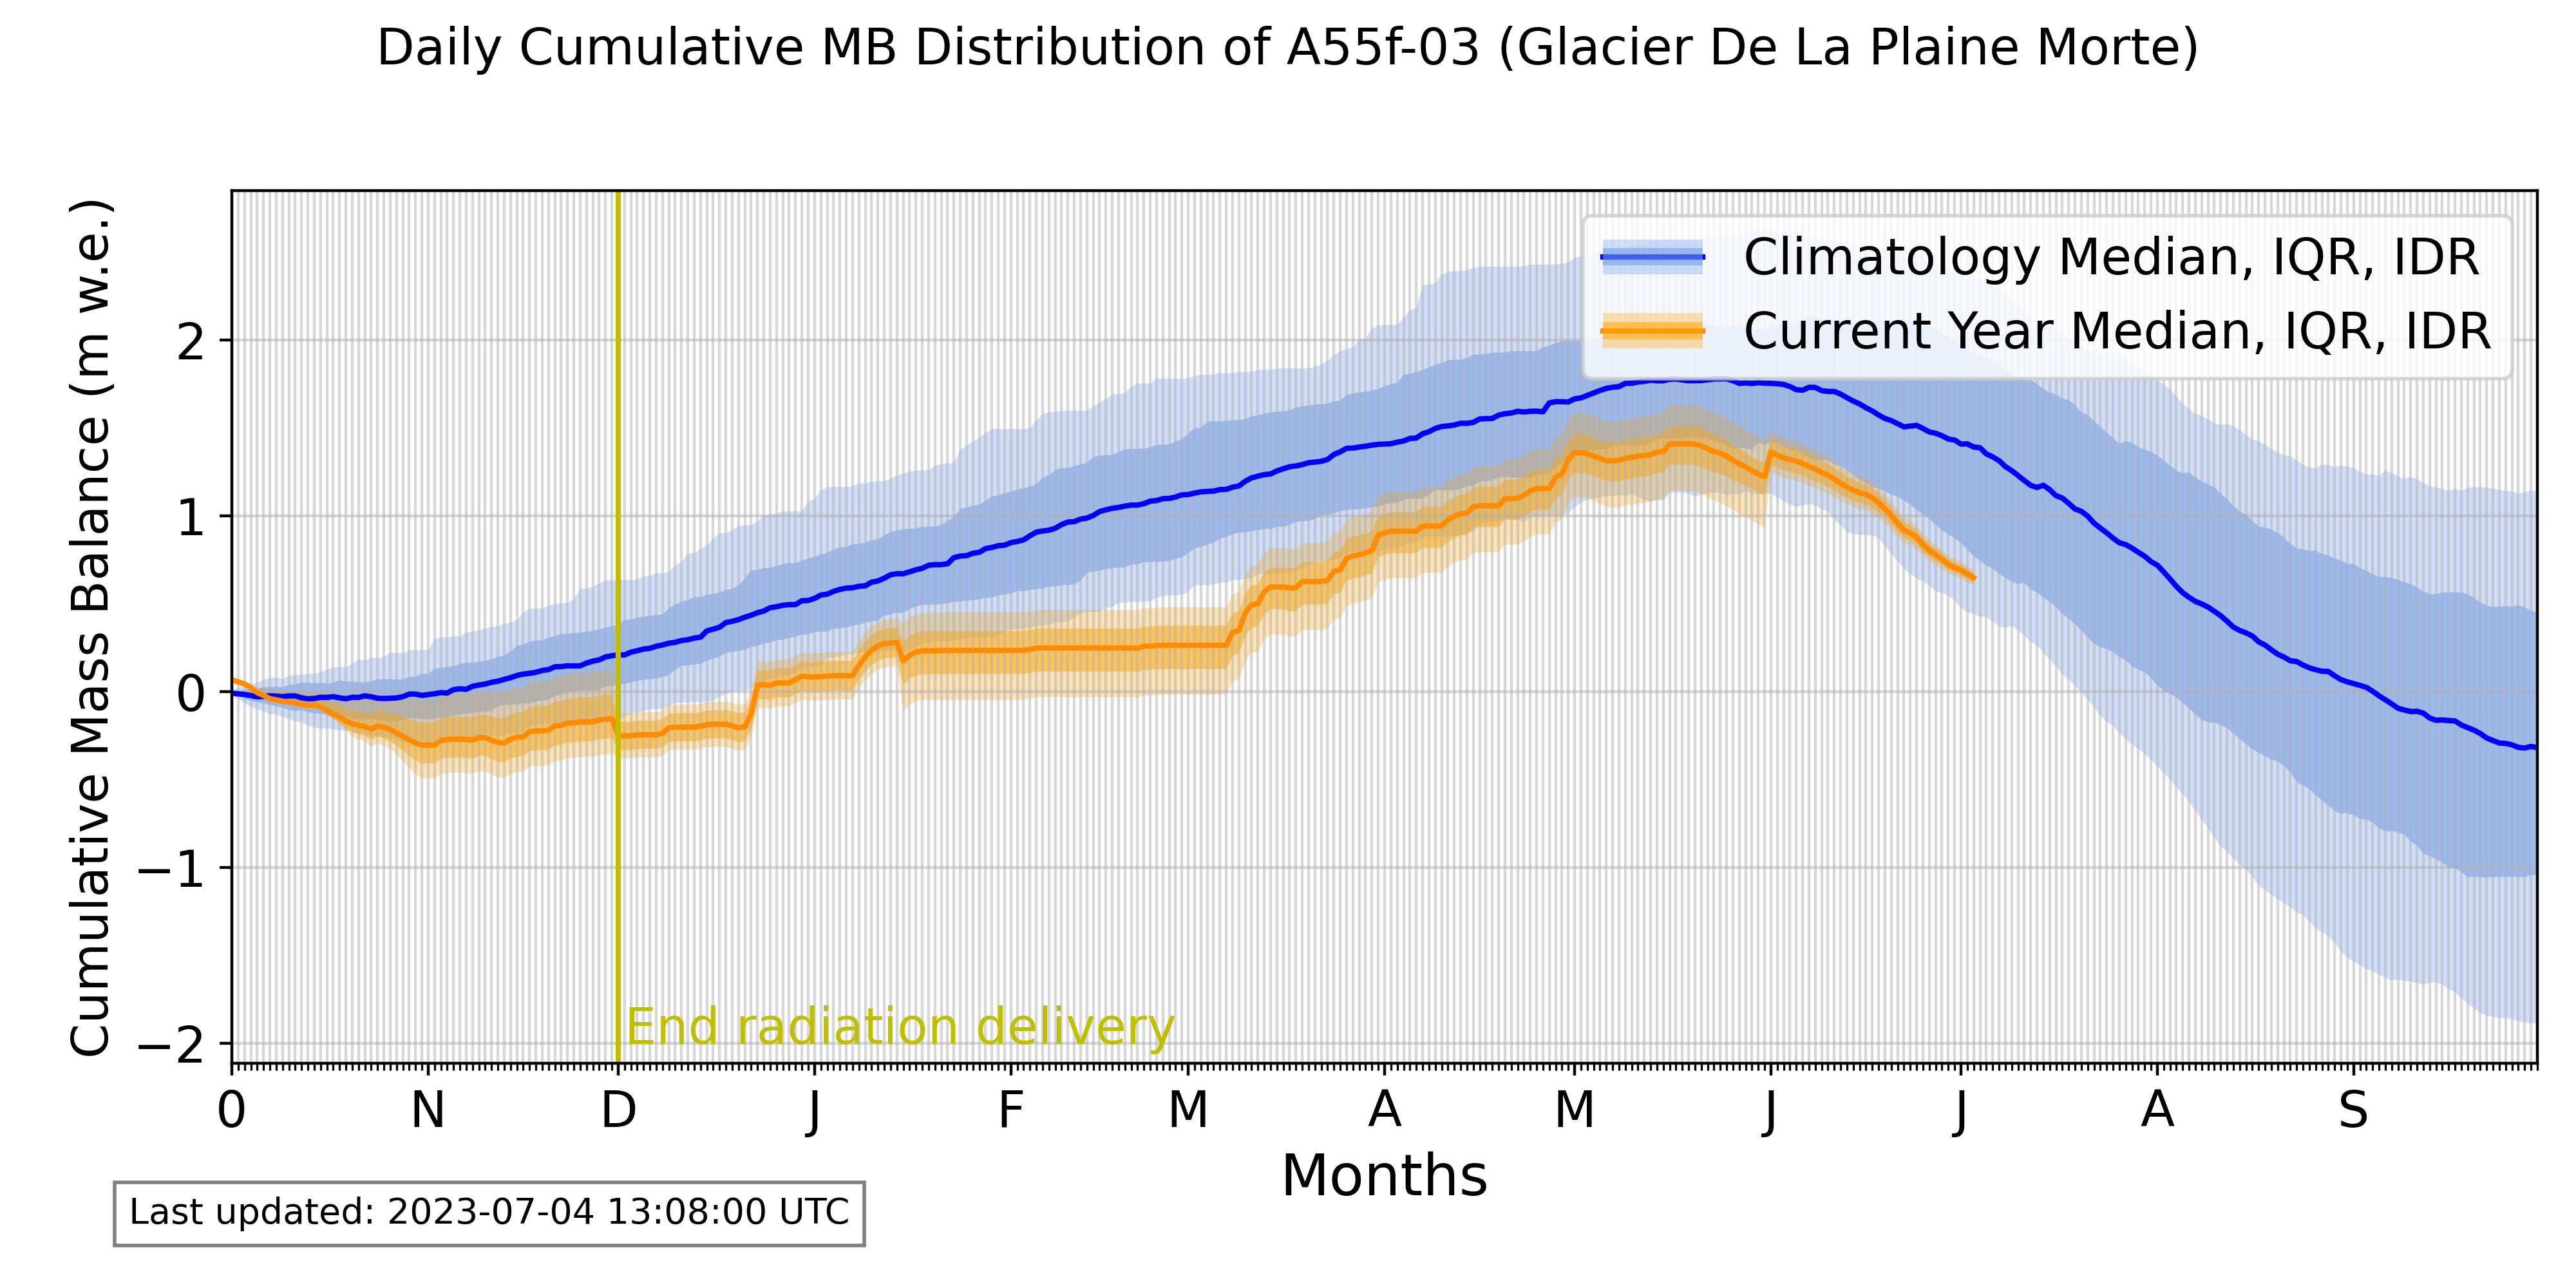 Daily Cumulative MB Distribution of A55f-03 (Glacier De La Plaine Morte)
Cumulative Mass Balance (m w.e.)
2
1
0
−1
−2
Climatology Median, IQR, IDR
Current Year Median, IQR, IDR
End radiation delivery
0 N D J F M A M J J A S
Months
Last updated: 2023-07-04 13:08:00 UTC